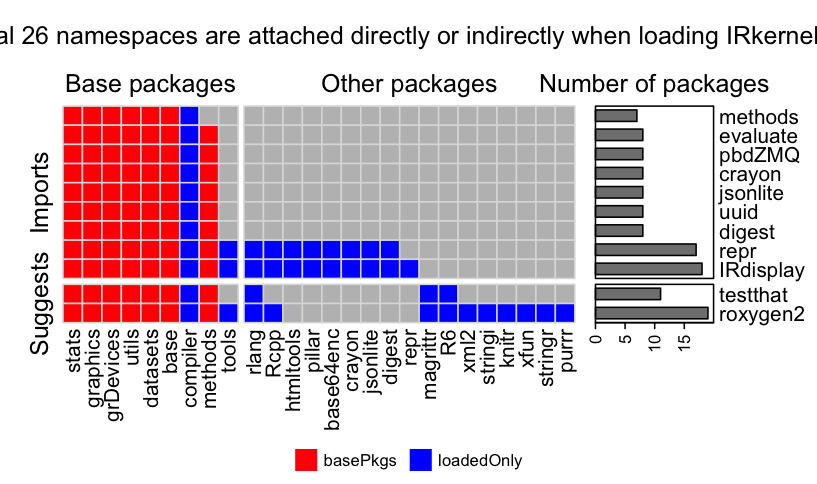 al 26 namespaces are attached directly or indirectly when loading IRkernel
Base packages
Other packages
Number of packages
Imports
Suggests
methods
evaluate
pbdZMQ
crayon
jsonlite
uuid
digest
repr
IRdisplay
testthat
roxygen2
0
5
10
15
stats
graphics
grDevices
utils
datasets
base
compiler
methods
tools
rlang
Rcpp
htmltools
pillar
base64enc
crayon
jsonlite
digest
repr
magrittr
R6
xml2
stringi
knitr
xfun
stringr
purrr
basePkgs
loadedOnly